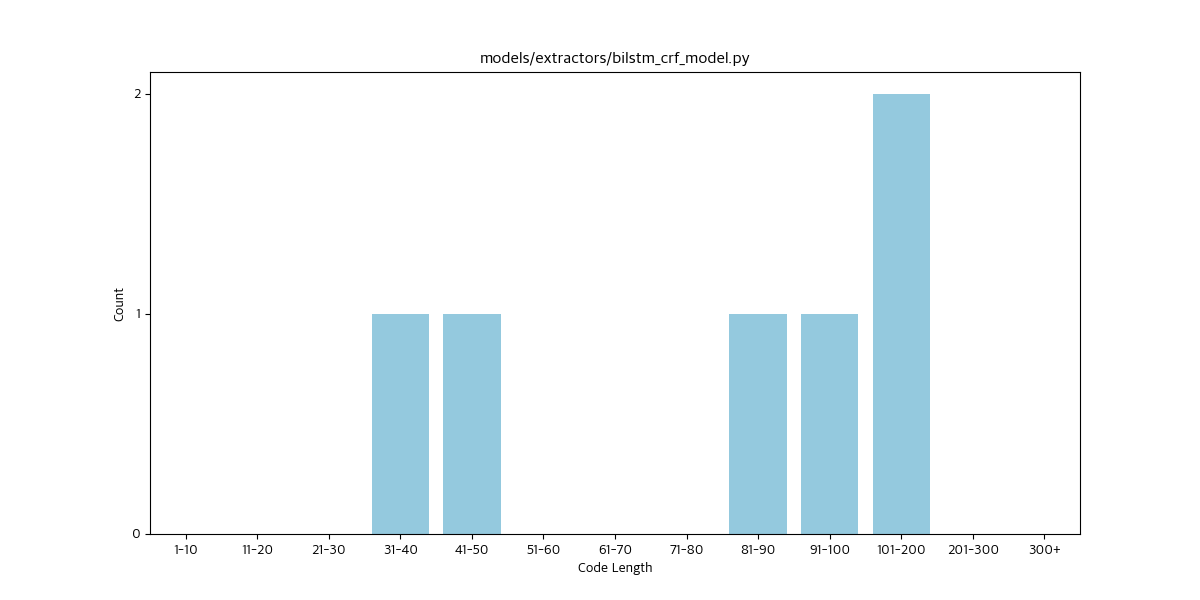 models/extractors/bilstm_crf_model.py
2
1
0
Count
1-10 11-20 21-30 31-40 41-50 51-60 61-70 71-80 81-90 91-100 101-200 201-300 300+
Code Length